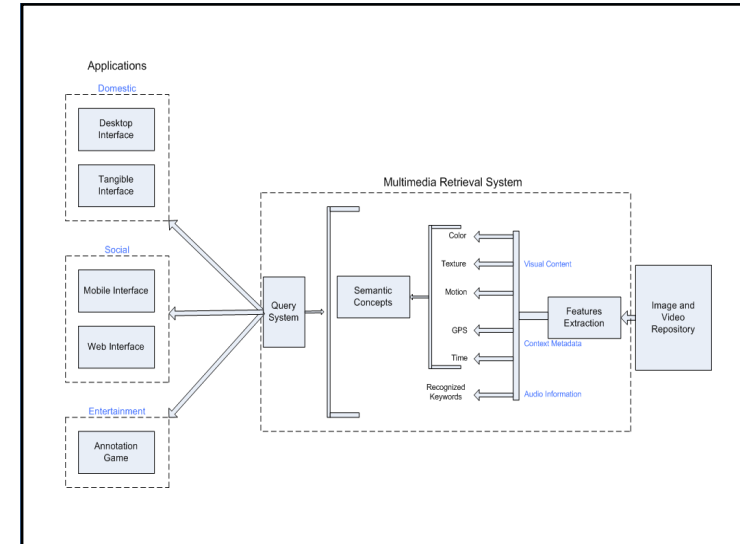 Applications
Domestic
Desktop
Interface
Tangible
Interface
Social
Mobile Interface
Web Interface
Entertainment
Annotation
Game
Multimedia Retrieval System
Query
System
Semantic
Concepts
Color
Texture
Motion
GPS
Time
Recognized
Keywords
Visual Content
Context Metadata
Audio Information
Features
Extraction
Image and
Video
Repository